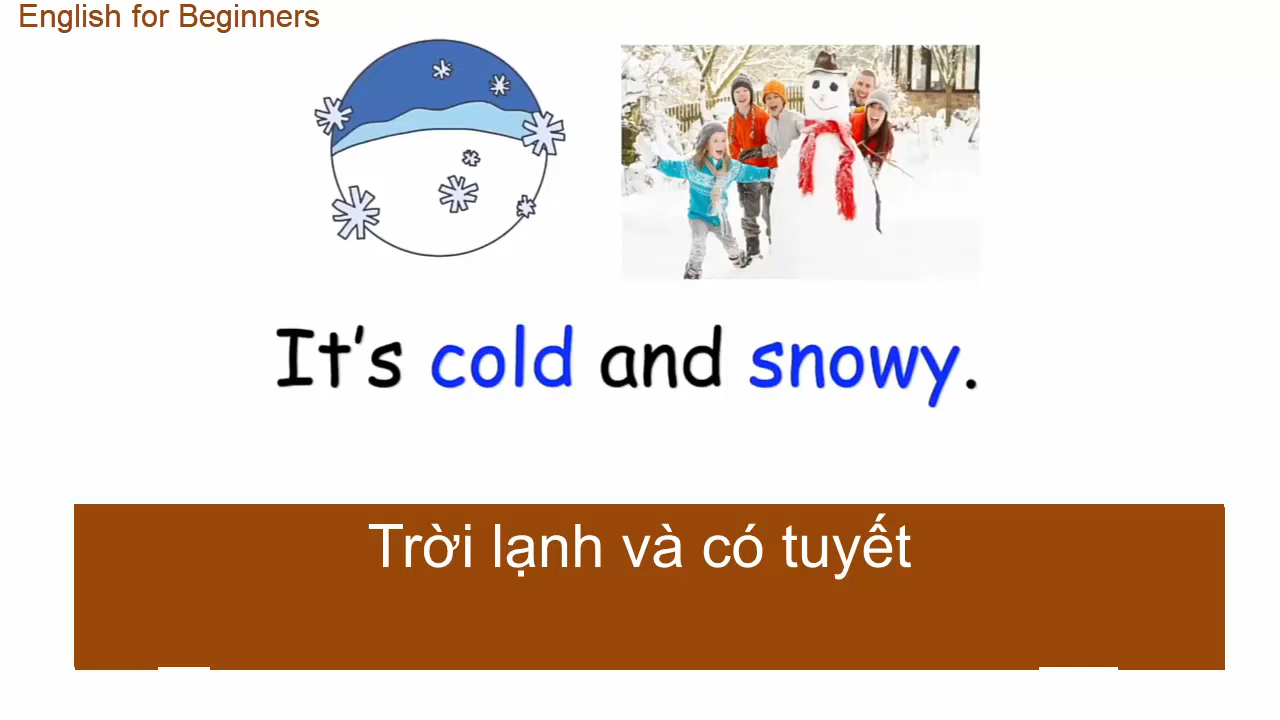 English for Beginners
It's cold and snowy.
Trời lạnh và có tuyết